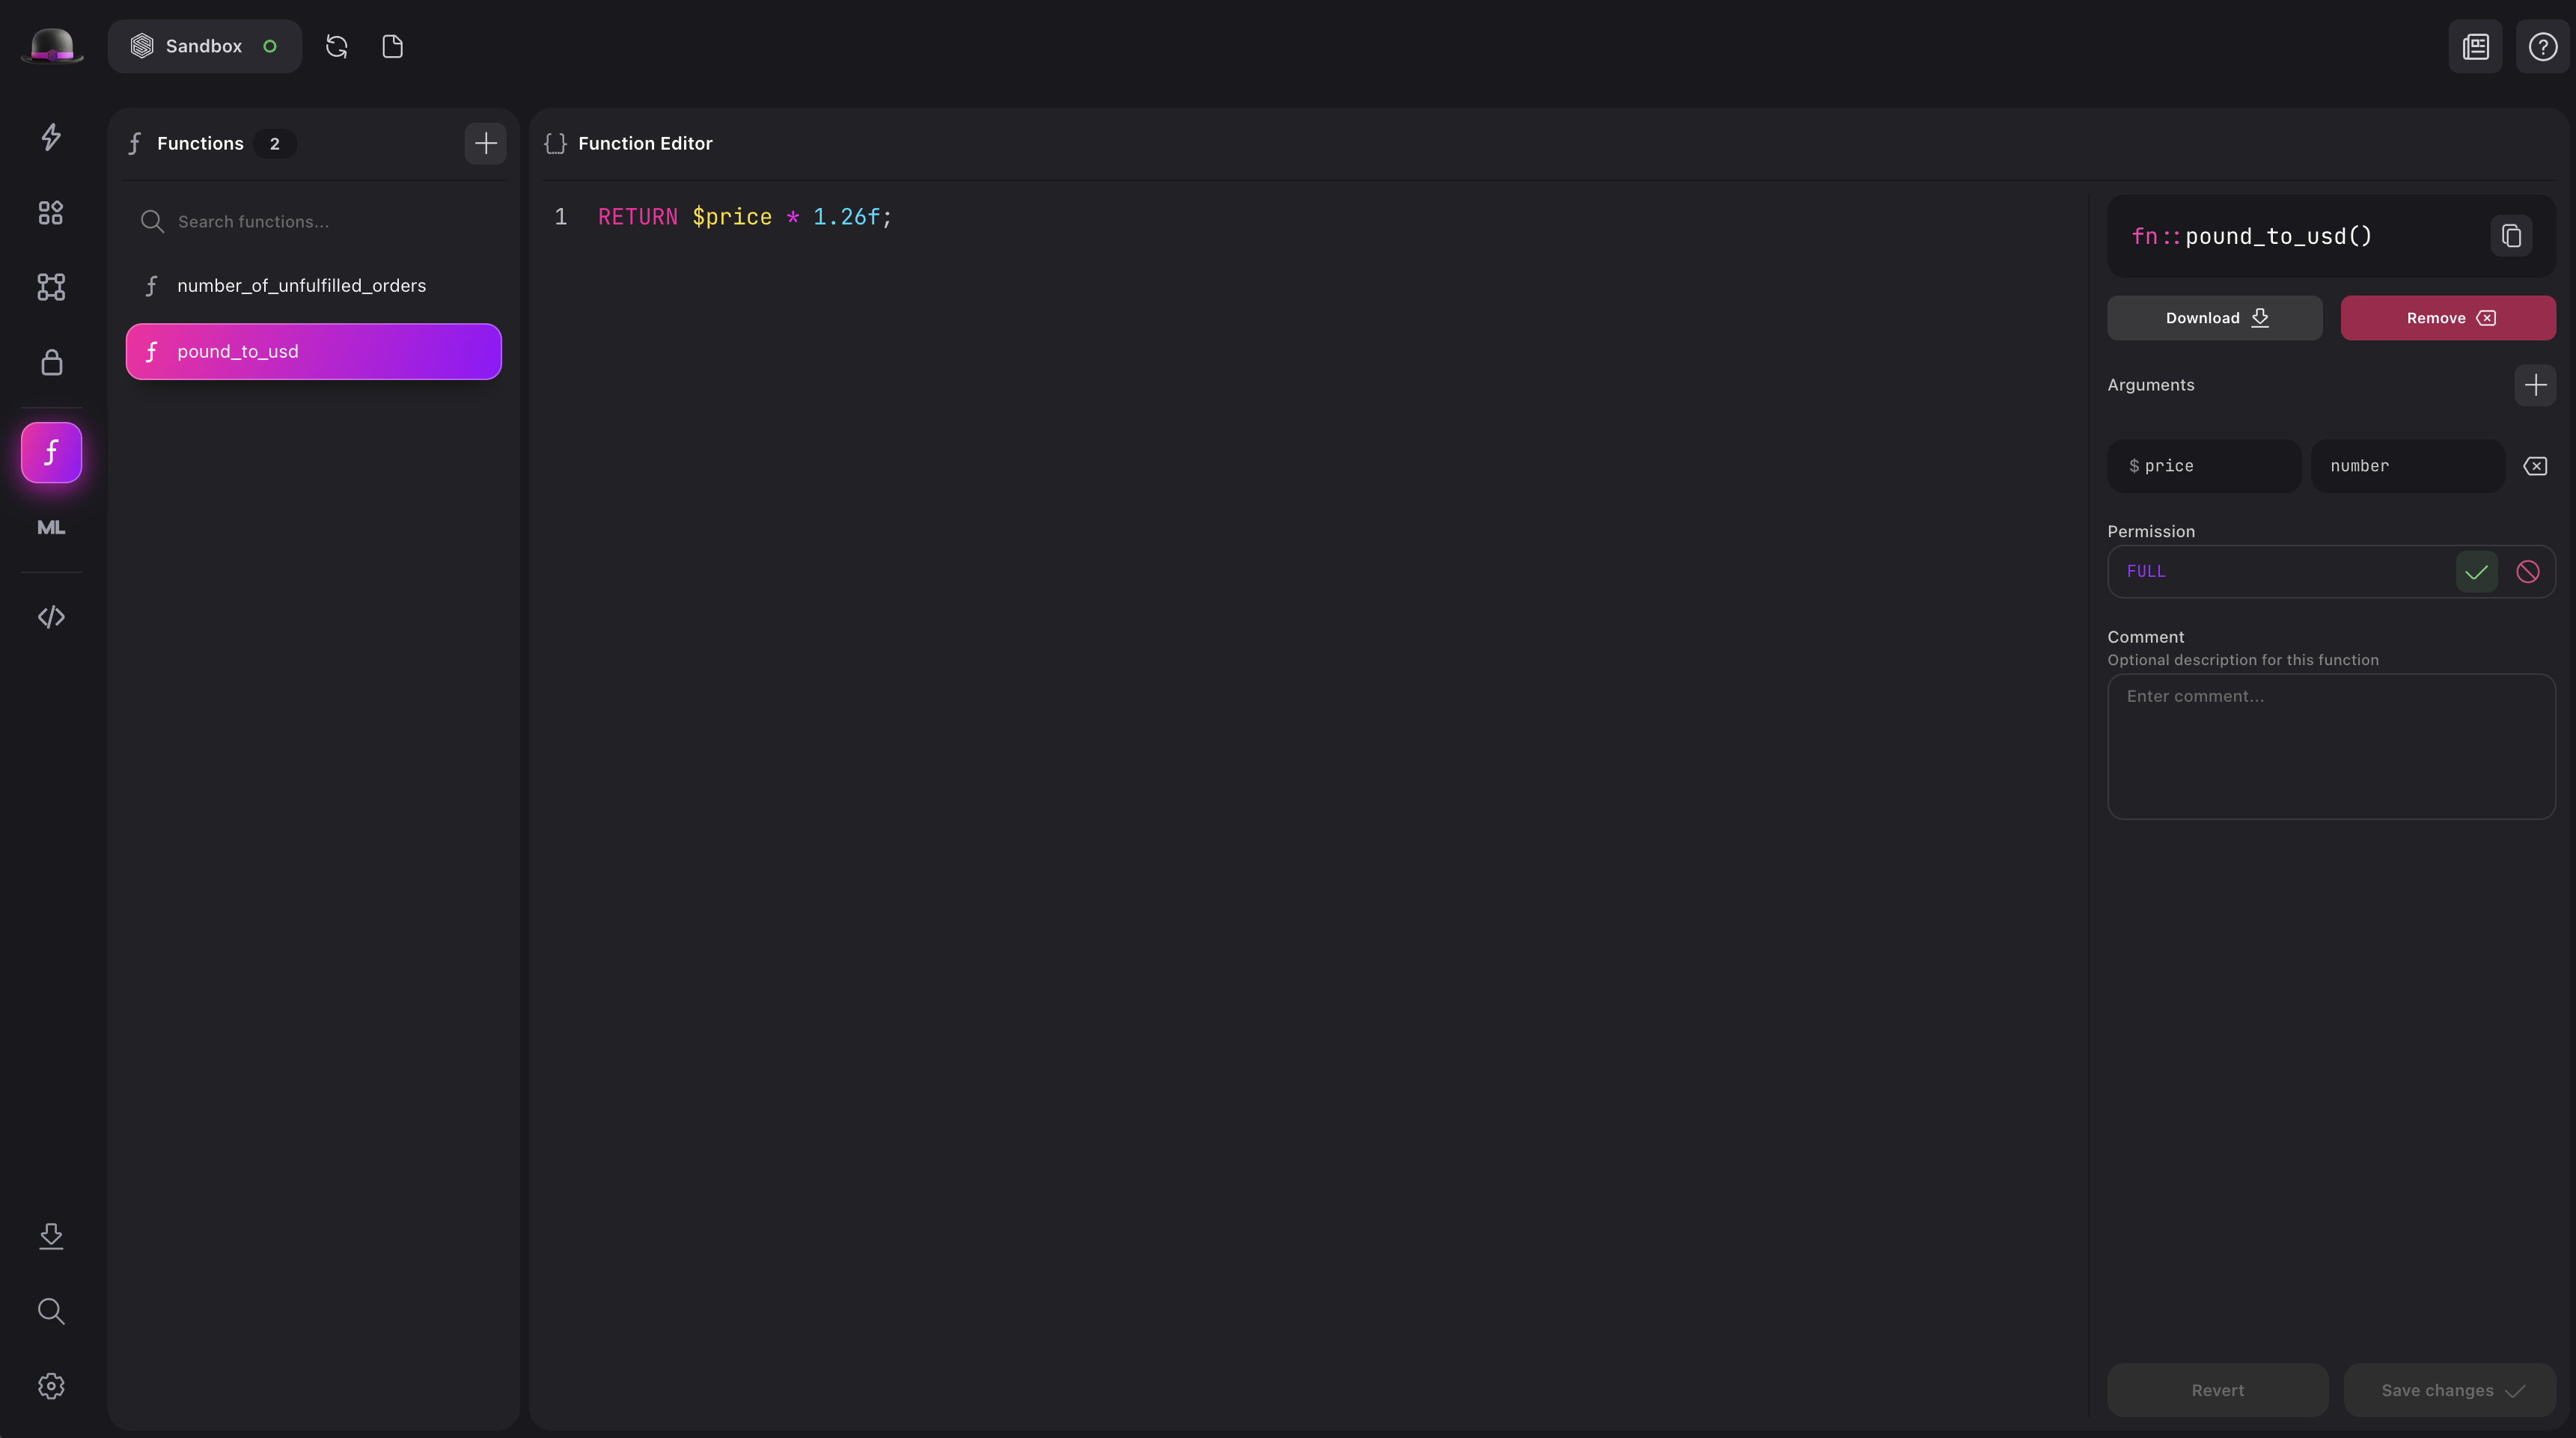 Sandbox
Functions 2
Search functions...
number_of_unfulfilled_orders
pound_to_usd
ML
Function Editor
1 RETURN $price * 1.26f;
fn::pound_to_usd()
Download
Remove
Arguments
$ price number
Permission
FULL
Comment
Optional description for this function
Enter comment...
Revert
Save changes